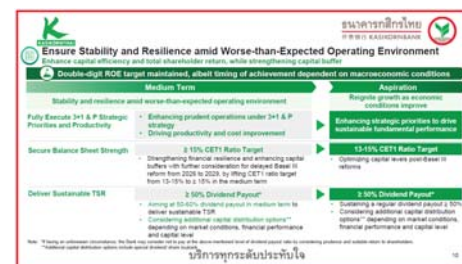 ธนาคารกสิกรไทย
开泰银行 KASIKORNBANK
KASIKORNTHAI
Ensure Stability and Resilience amid Worse-than-Expected Operating Environment
Enhance capital efficiency and total shareholder return, while strengthening capital buffer
Double-digit ROE target maintained, albeit timing of achievement dependent on macroeconomic conditions
Medium Term
Aspiration
Stability and resilience amid worse-than-expected operating environment
Reignite growth as economic conditions improve
Fully Execute 3+1 & P Strategic
Priorities and Productivity
• Enhancing prudent operations under 3+1 & P
strategy
• Driving productivity and cost improvement
Enhancing strategic priorities to drive
sustainable fundamental performance
Secure Balance Sheet Strength
≥ 15% CET1 Ratio Target
• Strengthening financial resilience and enhancing capital
buffers with further consideration for delayed Basel III
reform from 2026 to 2029, by lifting CET1 ratio target
from 13-15% to ≥ 15% in the medium term
13-15% CET1 Ratio Target
• Optimizing capital levels post-Basel III
reforms
Deliver Sustainable TSR
≥ 50% Dividend Payout*
• Aiming at 50-60% dividend payout in medium term to
deliver sustainable TSR
• Considering additional capital distribution options**
depending on market conditions, financial performance
and capital level
≥ 50% Dividend Payout*
• Sustaining a regular dividend payout ≥ 50%
• Considering additional capital distribution
options** depending on market conditions,
financial performance and capital level
บริการทุกระดับประทับใจ
10